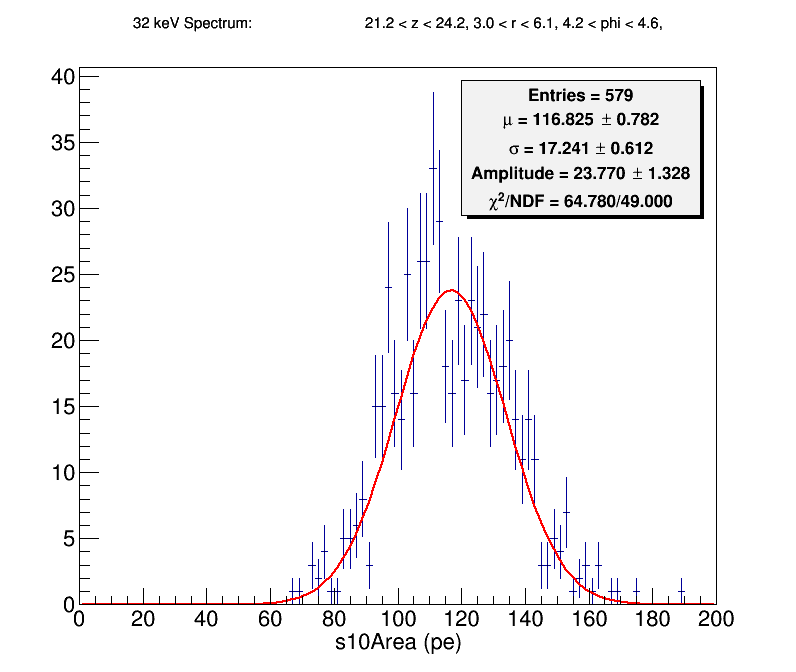 32 keV Spectrum: 21.2 < z < 24.2, 3.0 < r < 6.1, 4.2 < phi < 4.6,
Entries = 579
μ = 116.825 ± 0.782
σ = 17.241 ± 0.612
Amplitude = 23.770 ± 1.328
χ²/NDF = 64.780/49.000
40
35
30
25
20
15
10
5
0
0 20 40 60 80 100 120 140 160 180 200
s10Area (pe)